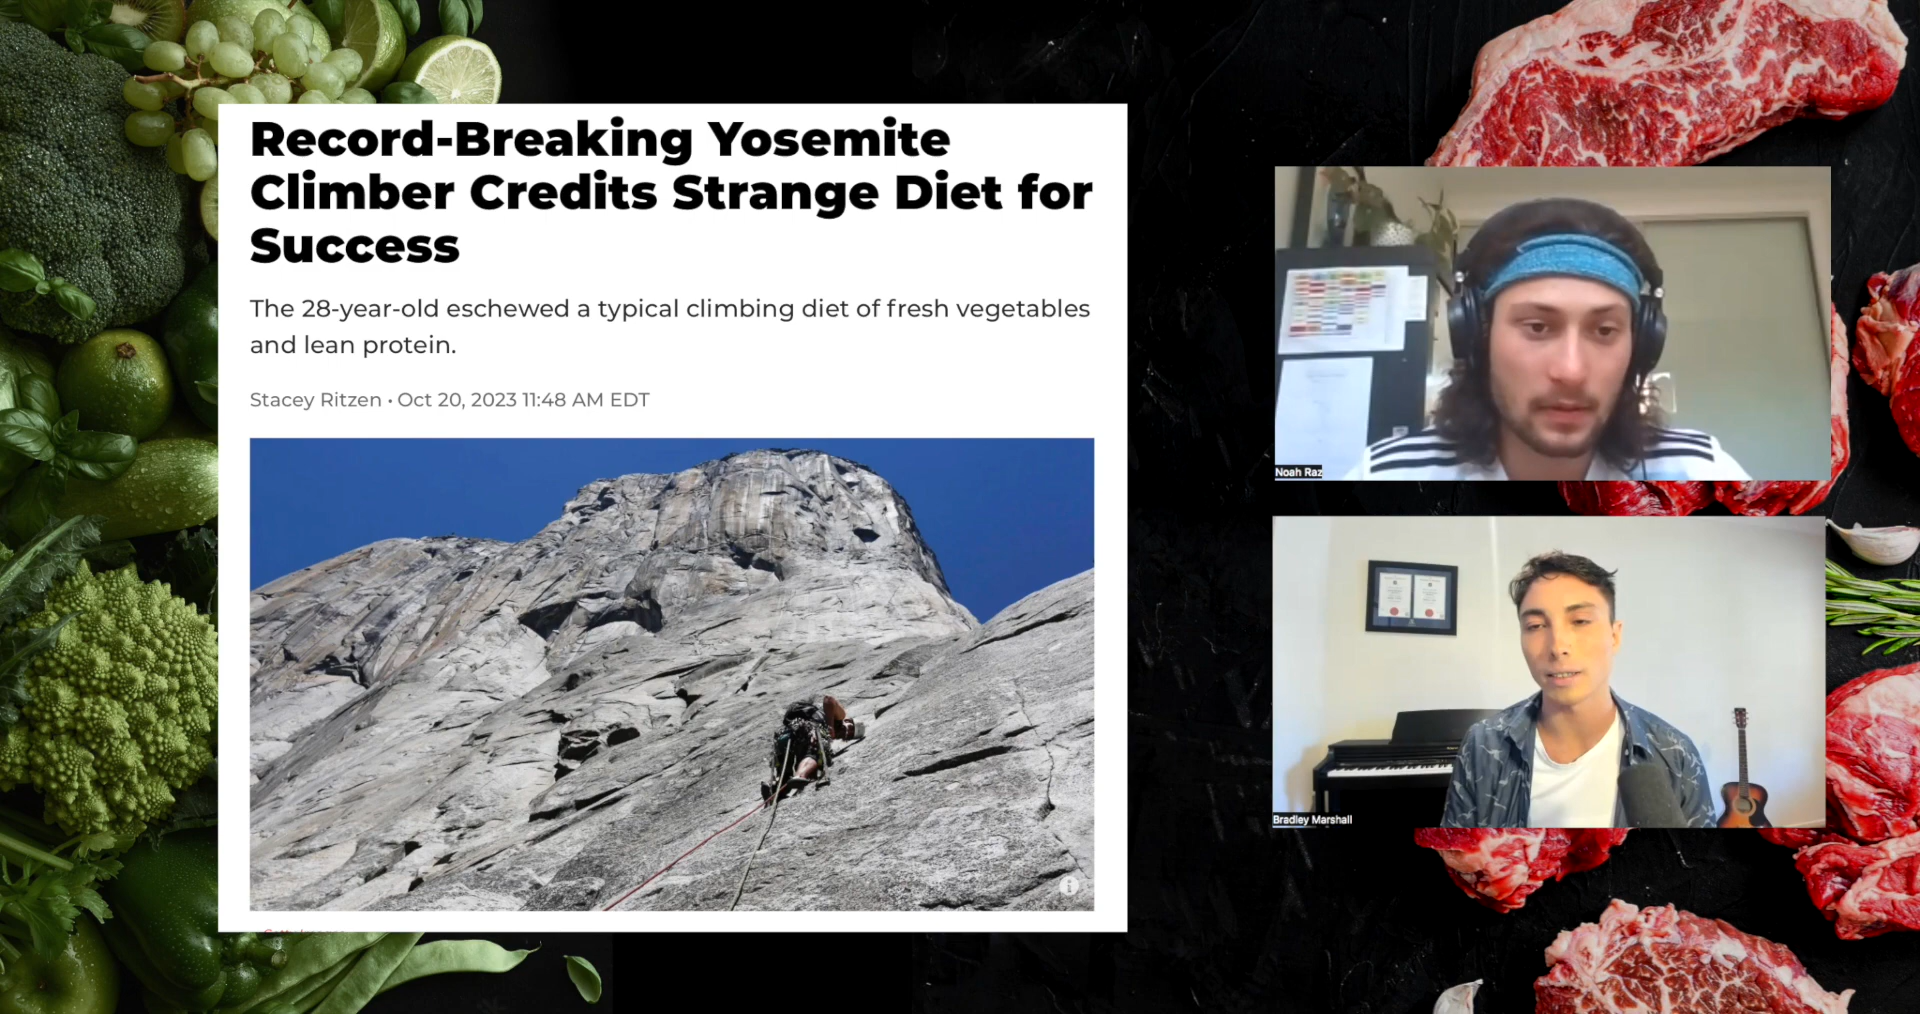 Record-Breaking Yosemite
Climber Credits Strange Diet for
Success
The 28-year-old eschewed a typical climbing diet of fresh vegetables
and lean protein.
Stacey Ritzen • Oct 20, 2023 11:48 AM EDT
Noah Raz
Bradley Marshall